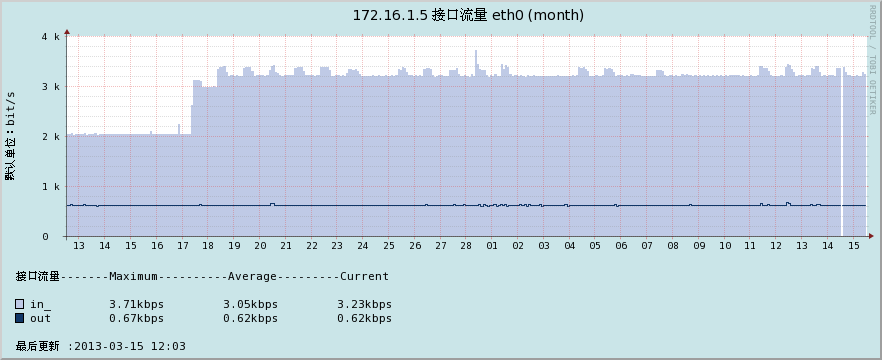 172.16.1.5 接口流量 eth0 (month)
RRDTOOL / TOBI OETIKER
默认单位：bit/s
4 k
3 k
2 k
1 k
0
13 14 15 16 17 18 19 20 21 22 23 24 25 26 27 28 01 02 03 04 05 06 07 08 09 10 11 12 13 14 15
接口流量-------Maximum----------Average---------Current
in_ 3.71kbps 3.05kbps 3.23kbps
out 0.67kbps 0.62kbps 0.62kbps
最后更新 :2013-03-15 12:03